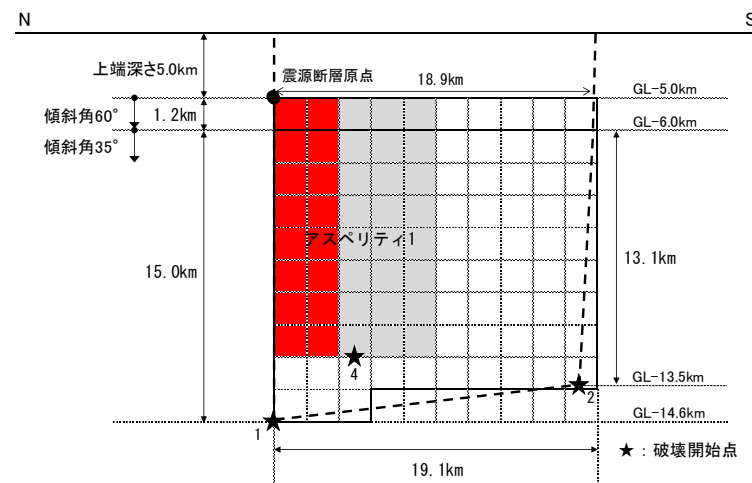 N
S
上端深さ5.0km
震源断層原点
18.9km
GL-5.0km
傾斜角60°
1.2km
GL-6.0km
傾斜角35°
アスペリティ1
15.0km
13.1km
4
GL-13.5km
2
GL-14.6km
1
★：破壊開始点
19.1km